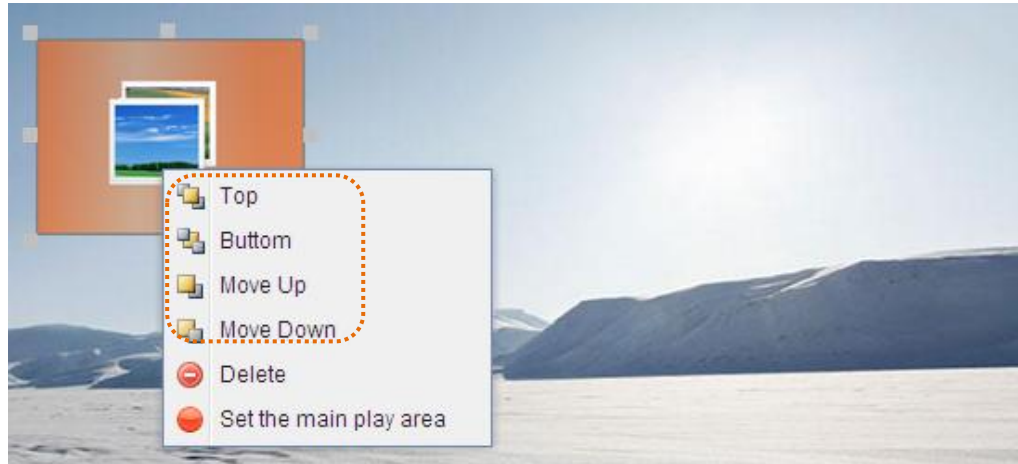 Top
Buttom
Move Up
Move Down
Delete
Set the main play area